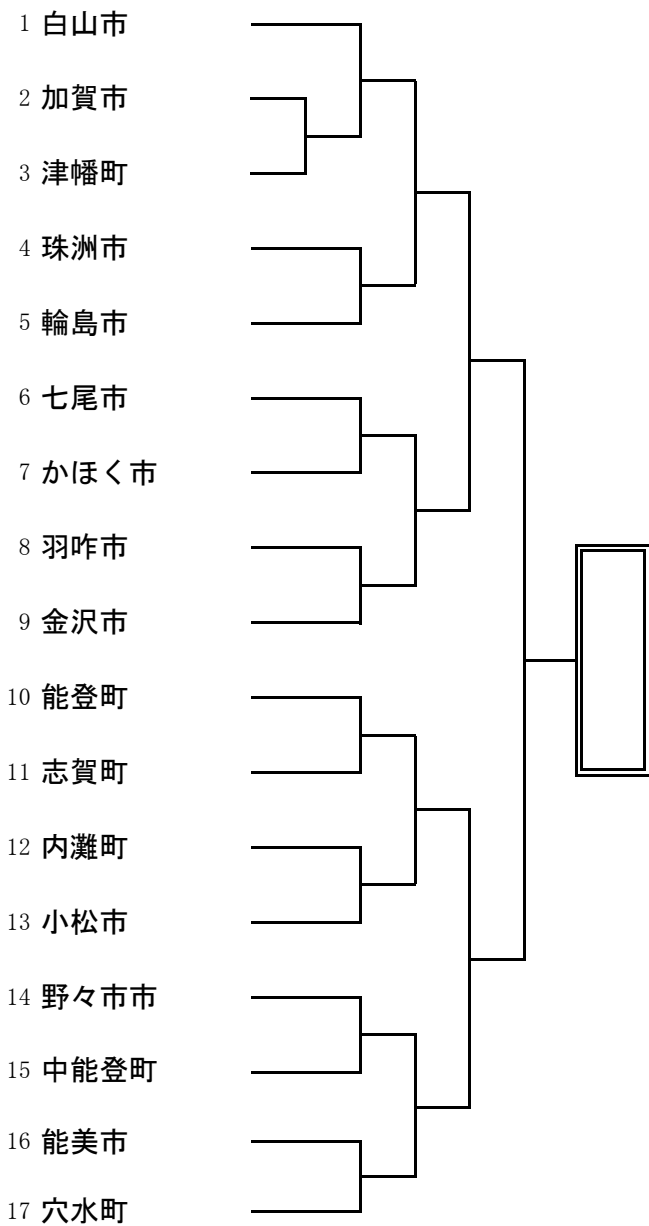 1 白山市
2 加賀市
3 津幡町
4 珠洲市
5 輪島市
6 七尾市
7 かほく市
8 羽咋市
9 金沢市
10 能登町
11 志賀町
12 内灘町
13 小松市
14 野々市市
15 中能登町
16 能美市
17 穴水町